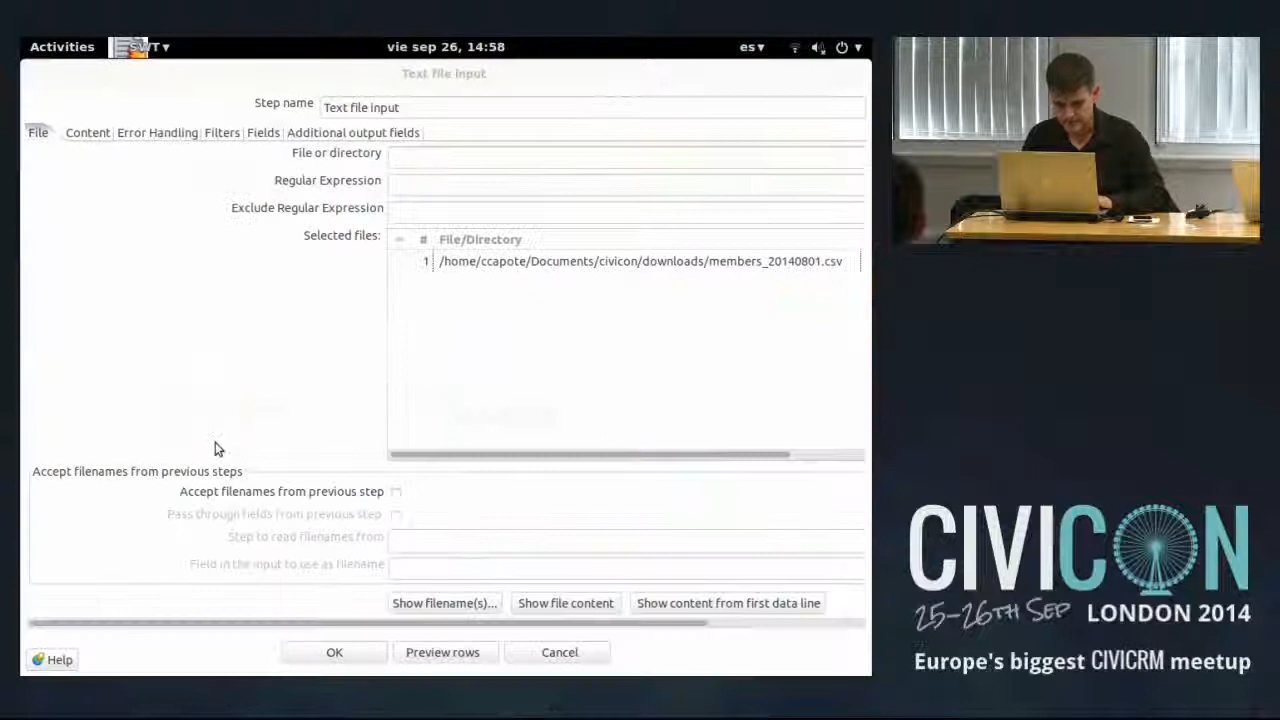 Activities SWT vie sep 26, 14:58 es
Text file input
Step name Text file input
File Content Error Handling Filters Fields Additional output fields
File or directory
Regular Expression
Exclude Regular Expression
Selected files: # File/Directory
1 /home/ccapote/Documents/civicon/downloads/members_20140801.csv
Accept filenames from previous steps
Accept filenames from previous step
Pass through fields from previous step
Step to read filenames from
Field in the input to use as filename
Show filename(s)... Show file content Show content from first data line
OK Preview rows Cancel
Help
CIVICON
25-26TH SEP LONDON 2014
Europe's biggest CIVICRM meetup